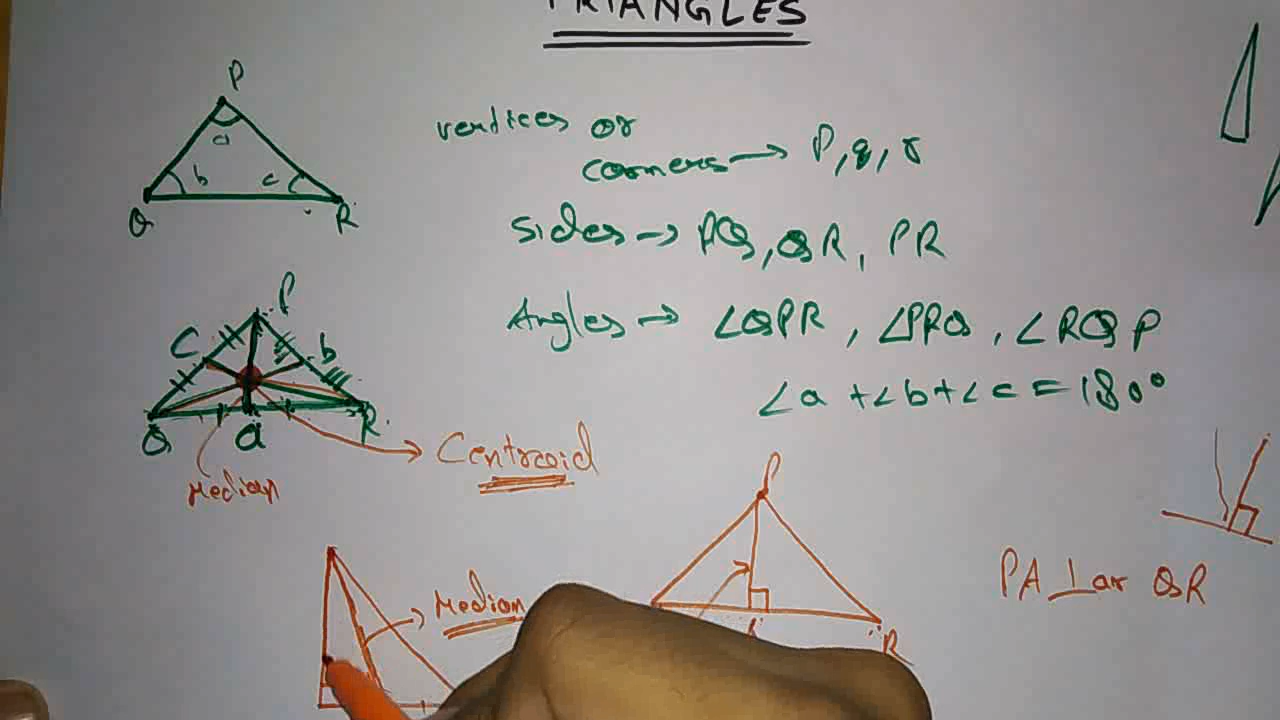 TRIANGLES
P
a
b c
Q R
vertices or
corners → P, q, r
Sides → PQ, QR, PR
Angles → ∠QPR, ∠PRQ, ∠RQP
∠a + ∠b + ∠c = 180°
P
C b
Q a R
Median
Centroid
P
Median
R
PA ⊥ar QR